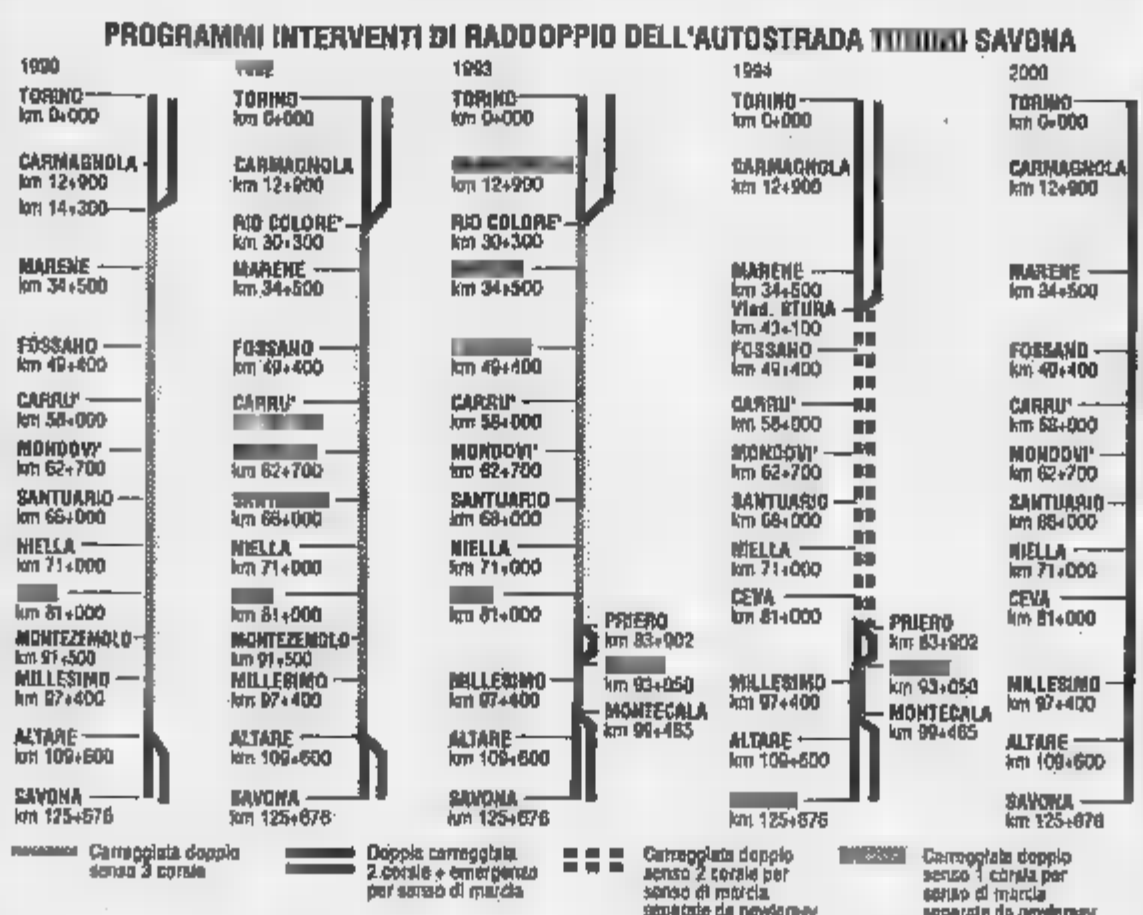 PROGRAMMI INTERVENTI DI RADDOPPIO DELL'AUTOSTRADA SAVONA
1990
TORINO
km 0+000
CARMAGNOLA
km 12+900
km 14+300
MARENE
km 34+500
FOSSANO
km 49+400
CARRU'
km 58+000
MONDOVI'
km 62+700
SANTUARIO
km 66+000
NIELLA
km 71+000
km 81+000
MONTEZEMOLO
km 91+500
MILLESIMO
km 97+400
ALTARE
km 109+600
SAVONA
km 125+676
TORINO
km 0+000
CARMAGNOLA
km 12+900
RIO COLORE'
km 30+300
MARENE
km 34+500
FOSSANO
km 49+400
CARRU'
km 62+700
km 66+000
NIELLA
km 71+000
km 81+000
MONTEZEMOLO
km 91+500
MILLESIMO
km 97+400
ALTARE
km 109+600
SAVONA
km 125+676
1993
TORINO
km 0+000
km 12+900
RIO COLORE'
km 30+300
km 34+500
km 49+400
CARRU'
km 58+000
MONDOVI'
km 62+700
SANTUARIO
km 66+000
NIELLA
km 71+000
km 81+000
PRIERO
km 83+902
km 93+050
MILLESIMO
km 97+400
MONTECALA
km 99+465
ALTARE
km 109+600
SAVONA
km 125+676
1994
TORINO
km 0+000
CARMAGNOLA
km 12+900
MARENE
km 34+500
Viad. STURA
km 43+100
FOSSANO
km 49+400
CARRU'
km 58+000
MONDOVI'
km 62+700
SANTUARIO
km 66+000
NIELLA
km 71+000
CEVA
km 81+000
PRIERO
km 83+902
km 93+050
MILLESIMO
km 97+400
MONTECALA
km 99+465
ALTARE
km 109+600
km 125+676
2000
TORINO
km 0+000
CARMAGNOLA
km 12+900
MARENE
km 34+500
FOSSANO
km 49+400
CARRU'
km 58+000
MONDOVI'
km 62+700
SANTUARIO
km 66+000
NIELLA
km 71+000
CEVA
km 81+000
MILLESIMO
km 97+400
ALTARE
km 109+600
SAVONA
km 125+676
Carreggiata doppio
senso 3 corsie
Doppia carreggiata
2 corsie + emergenza
per senso di marcia
Carreggiata doppio
senso 2 corsie per
senso di marcia
separate da newjersey
Carreggiata doppio
senso 1 corsia per
senso di marcia
separate da newjersey